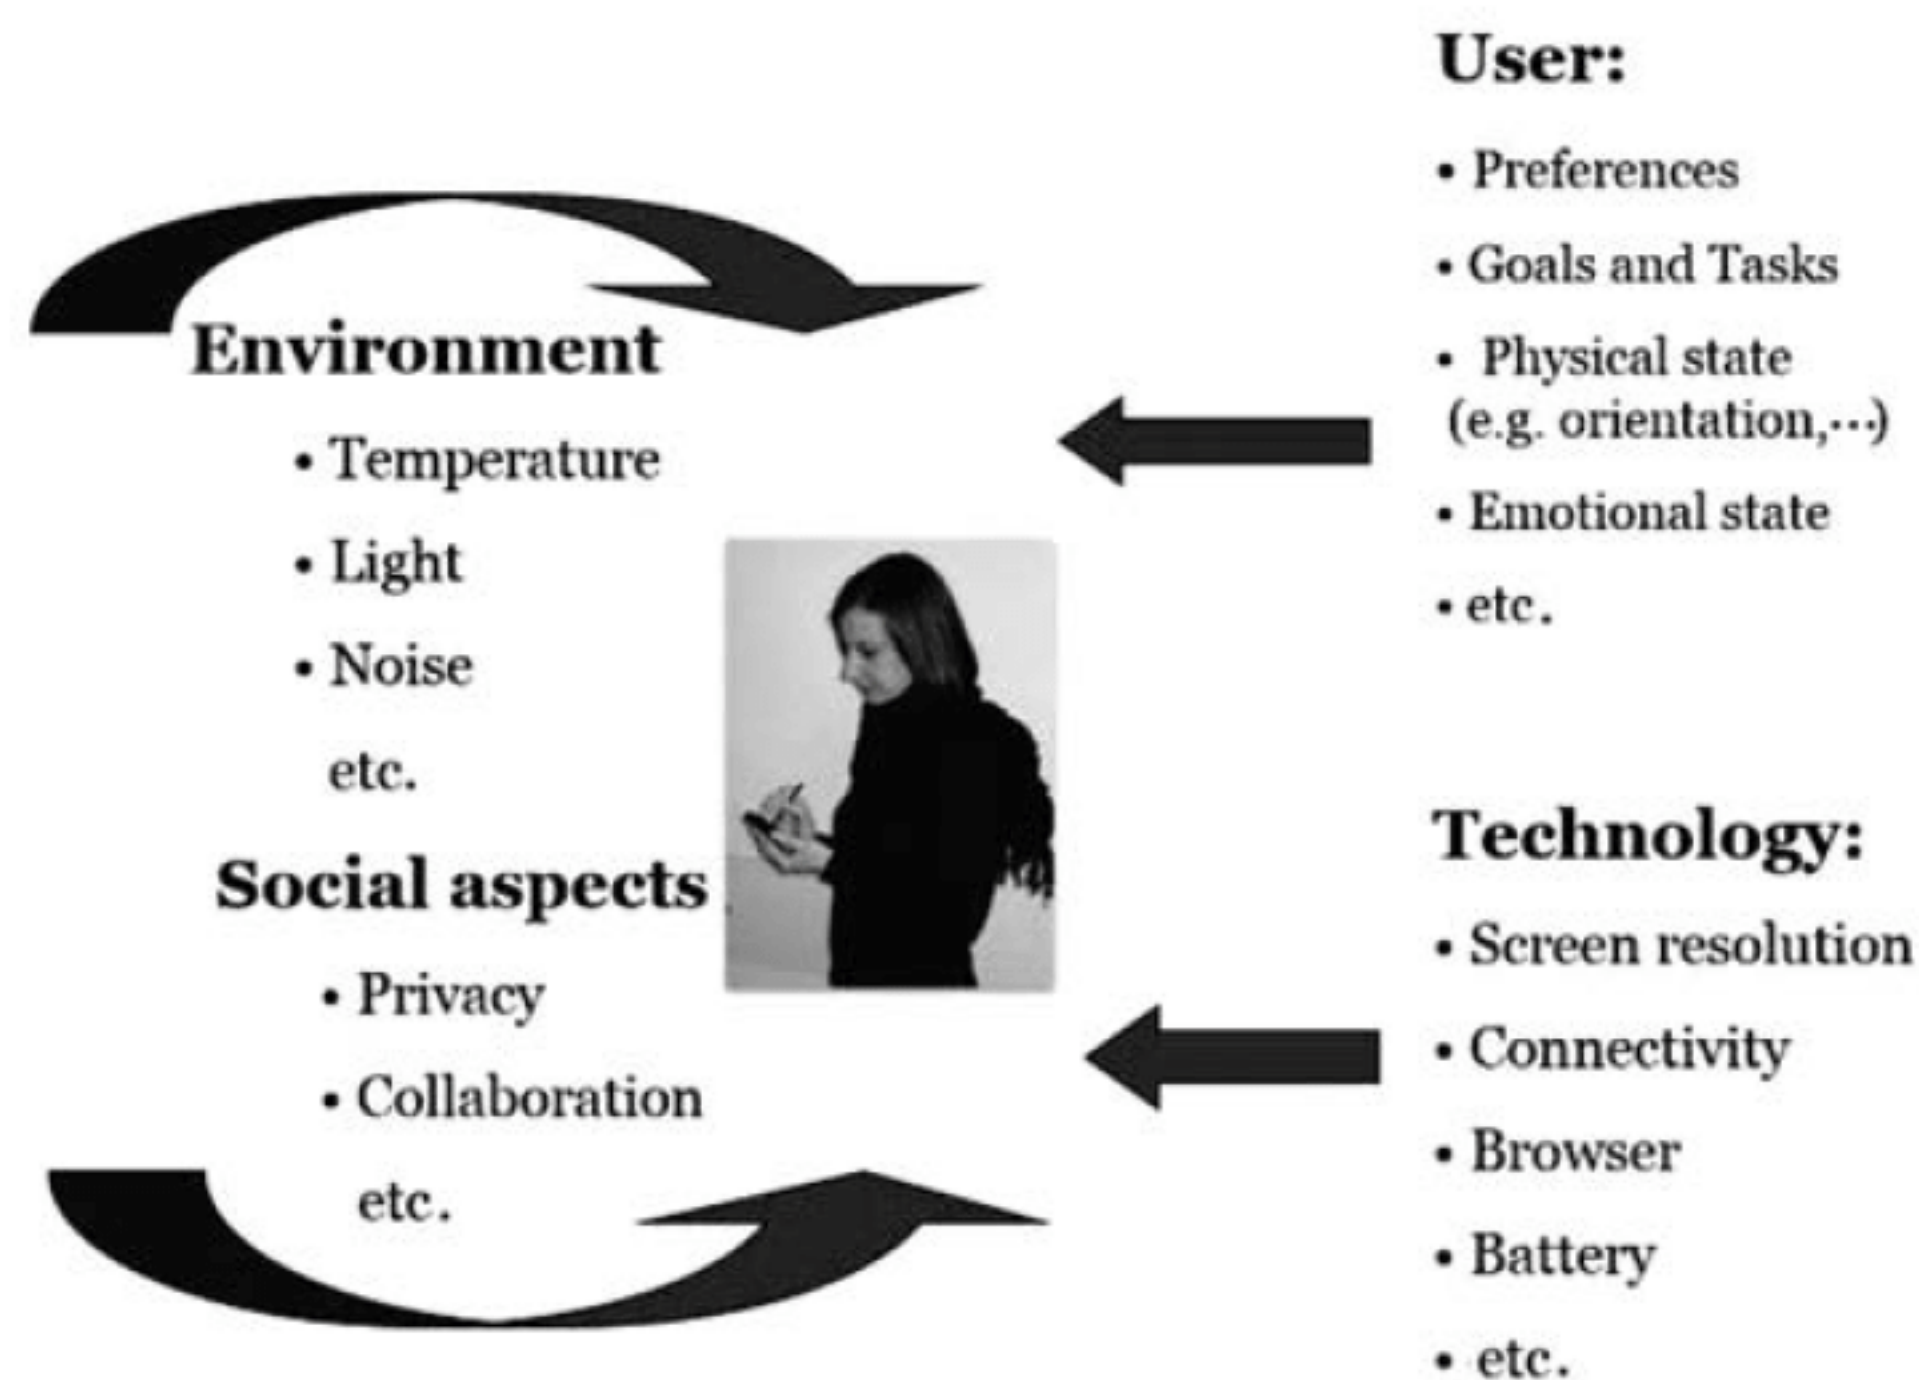 Environment
• Temperature
• Light
• Noise
etc.
Social aspects
• Privacy
• Collaboration
etc.
User:
• Preferences
• Goals and Tasks
• Physical state
(e.g. orientation,⋯)
• Emotional state
• etc.
Technology:
• Screen resolution
• Connectivity
• Browser
• Battery
• etc.